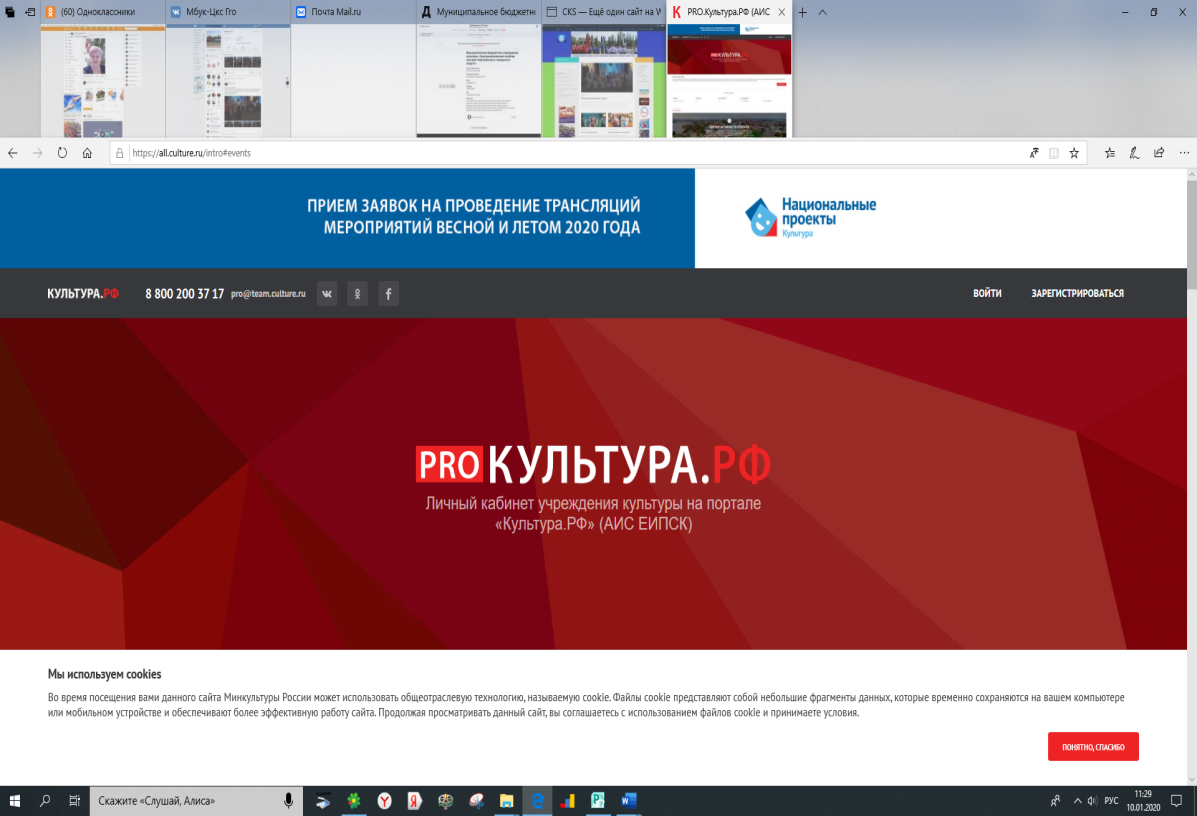 (60) Одноклассники
Мбук-Цкс Гго
Почта Mail.ru
Муниципальное бюджетн
CKS — Ещё один сайт на W
PRO.Культура.РФ (АИС
https://all.culture.ru/intro#events
ПРИЕМ ЗАЯВОК НА ПРОВЕДЕНИЕ ТРАНСЛЯЦИЙ
МЕРОПРИЯТИЙ ВЕСНОЙ И ЛЕТОМ 2020 ГОДА
Национальные
проекты
Культура
КУЛЬТУРА.РФ
8 800 200 37 17
pro@team.culture.ru
ВОЙТИ
ЗАРЕГИСТРИРОВАТЬСЯ
PRO КУЛЬТУРА.РФ
Личный кабинет учреждения культуры на портале
«Культура.РФ» (АИС ЕИПСК)
Мы используем cookies
Во время посещения вами данного сайта Минкультуры России может использовать общеотраслевую технологию, называемую cookie. Файлы cookie представляют собой небольшие фрагменты данных, которые временно сохраняются на вашем компьютере
или мобильном устройстве и обеспечивают более эффективную работу сайта. Продолжая просматривать данный сайт, вы соглашаетесь с использованием файлов cookie и принимаете условия.
ПОНЯТНО, СПАСИБО
Скажите «Слушай, Алиса»
РУС
11:29
10.01.2020